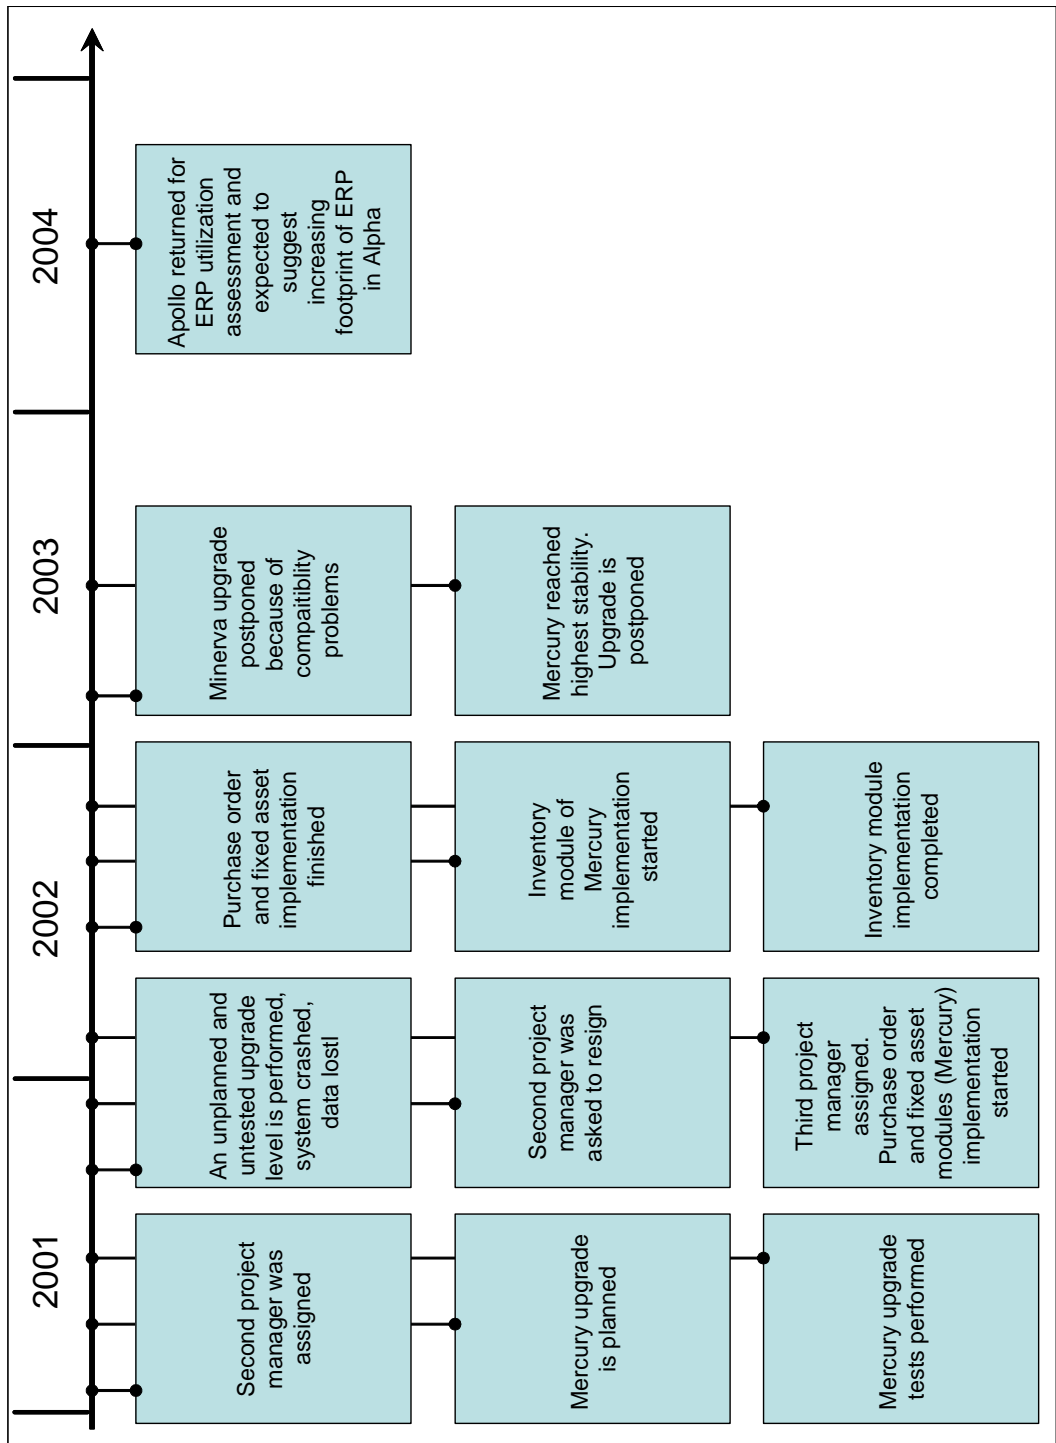 2001
2002
2003
2004
Second project
manager was
assigned
Mercury upgrade
is planned
Mercury upgrade
tests performed
An unplanned and
untested upgrade
level is performed,
system crashed,
data lostl
Second project
manager was
asked to resign
Third project
manager
assigned.
Purchase order
and fixed asset
modules (Mercury)
implementation
started
Purchase order
and fixed asset
implementation
finished
Inventory
module of
Mercury
implementation
started
Inventory module
implementation
completed
Minerva upgrade
postponed
because of
compaitiblity
problems
Mercury reached
highest stability.
Upgrade is
postponed
Apollo returned for
ERP utilization
assessment and
expected to
suggest
increasing
footprint of ERP
in Alpha